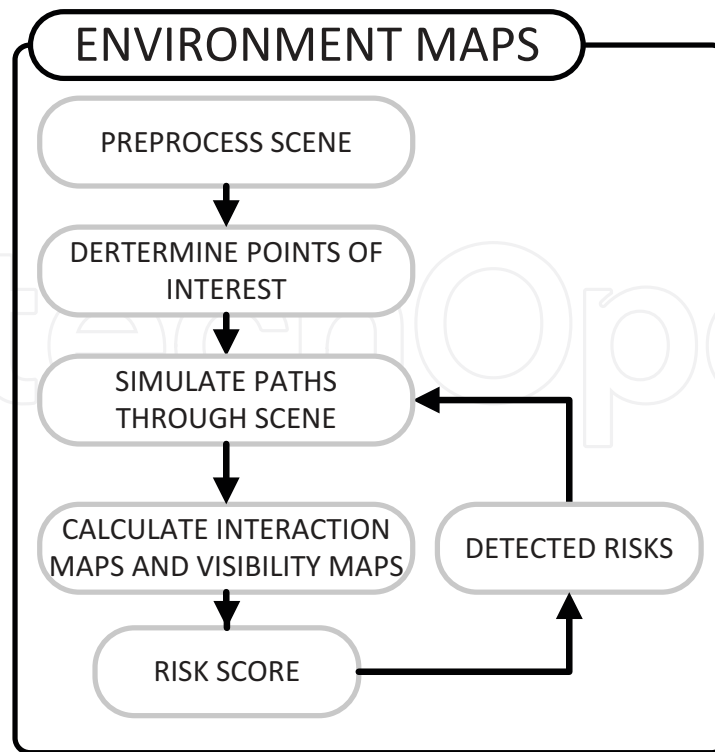 ENVIRONMENT MAPS
PREPROCESS SCENE
DERTERMINE POINTS OF
INTEREST
SIMULATE PATHS
THROUGH SCENE
CALCULATE INTERACTION
MAPS AND VISIBILITY MAPS
DETECTED RISKS
RISK SCORE
techOpe